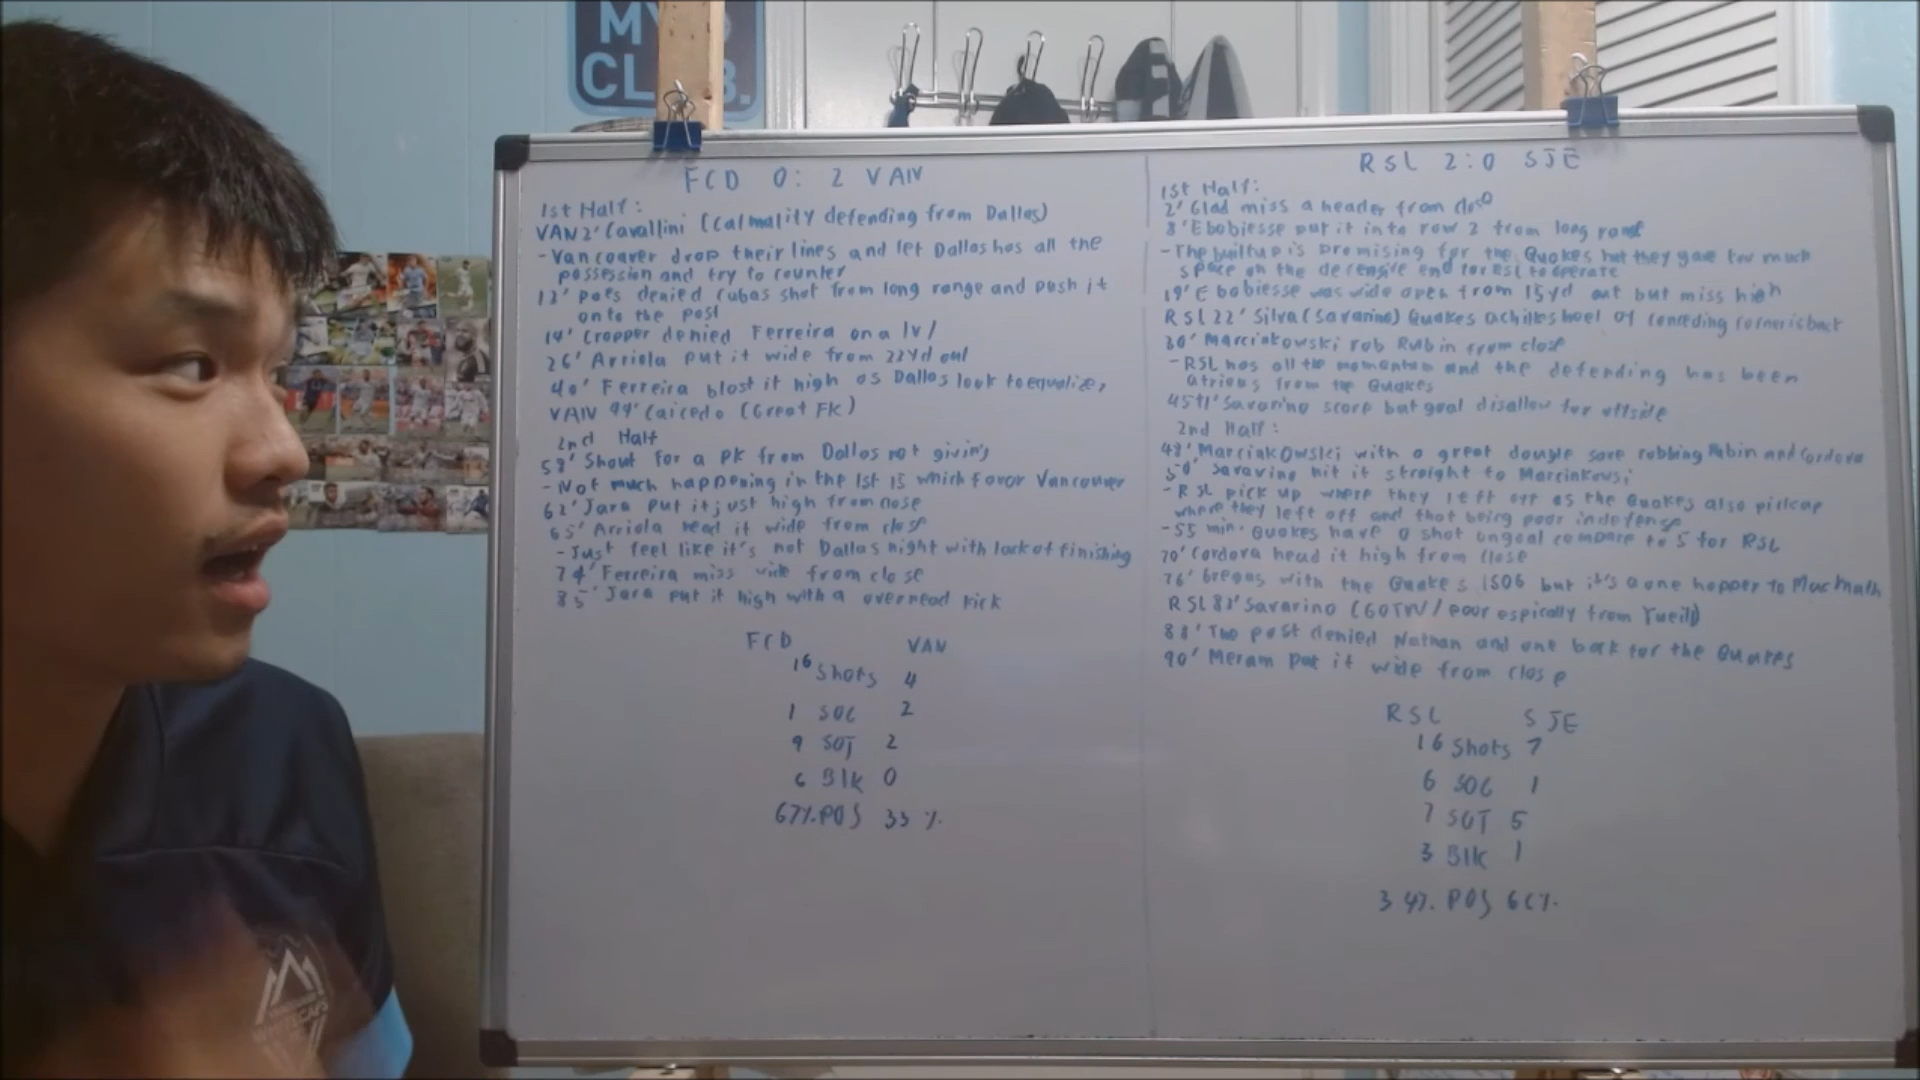 MY
CLUB.
FCD 0:2 VAN
1st Half:
VAN 2' Cavallini (Calmality defending from Dallas)
-Vancouver drop their lines and let Dallas has all the
possession and try to counter
12' Paes denied Cubas shot from long range and push it
onto the post
14' Cropper denied Ferreira on a 1v1
26' Arriola put it wide from 22yd out
40' Ferreira blast it high as Dallas look to equalize,
VAN 44' Caicedo (Great FK)
2nd Half
58' Shout for a PK from Dallas not giving
-Not much happening in the 1st 15 which favor Vancouver
62' Jara put it just high from close
65' Arriola head it wide from close
-Just feel like it's not Dallas night with lack of finishing
74' Ferreira miss wide from close
85' Jara put it high with a overhead kick
FCD VAN
16 Shots 4
1 SOG 2
9 SOT 2
6 Blk 0
67% POS 33%
RSL 2:0 SJE
1st Half:
2' Glad miss a header from close
8' Ebobiesse put it into row Z from long range
-The builtup is promising for the Quakes but they gave too much
space on the defensive end for RSL to operate
19' Ebobiesse was wide open from 15yd out but miss high
RSL 22' Silva (Savarino) Quakes achilles heel of conceding corner is back
30' Marcinkowski rob Rubin from close
-RSL has all the momentum and the defending has been
atrious from the Quakes
45+1' Savarino score but goal disallow for offside
2nd Half:
48' Marcinkowski with a great double save robbing Rubin and Cordova
50' Savarino hit it straight to Marcinkowski
-RSL pick up where they left off as the Quakes also pickup
where they left off and that being poor in defense
-55 min. Quakes have 0 shot on goal compare to 5 for RSL
70' Cordova head it high from close
76' Gregus with the Quakes 1SOG but it's a one hopper to MacMath
RSL 83' Savarino (GOTW/ poor espically from Yueill)
88' The post denied Nathan and one back for the Quakes
90' Meram put it wide from close
RSL SJE
16 Shots 7
6 SOG 1
7 SOT 5
3 Blk 1
34% POS 66%
WHITECAPS